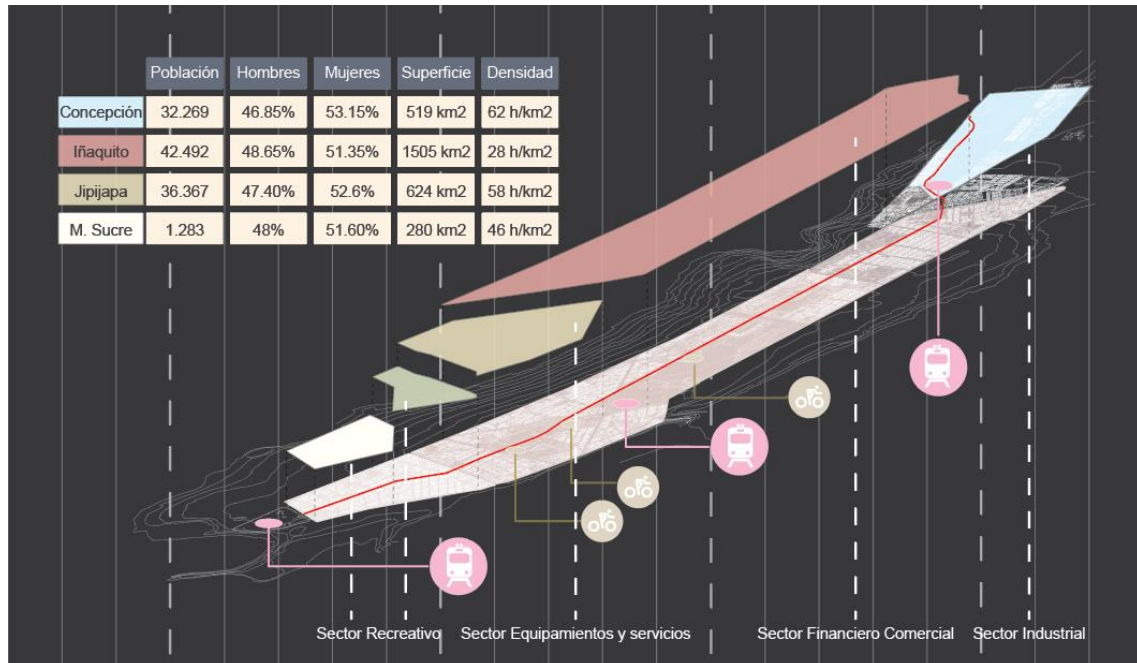 Población Hombres Mujeres Superficie Densidad
Concepción 32.269 46.85% 53.15% 519 km2 62 h/km2
Iñaquito 42.492 48.65% 51.35% 1505 km2 28 h/km2
Jipijapa 36.367 47.40% 52.6% 624 km2 58 h/km2
M. Sucre 1.283 48% 51.60% 280 km2 46 h/km2
Sector Recreativo Sector Equipamientos y servicios Sector Financiero Comercial Sector Industrial